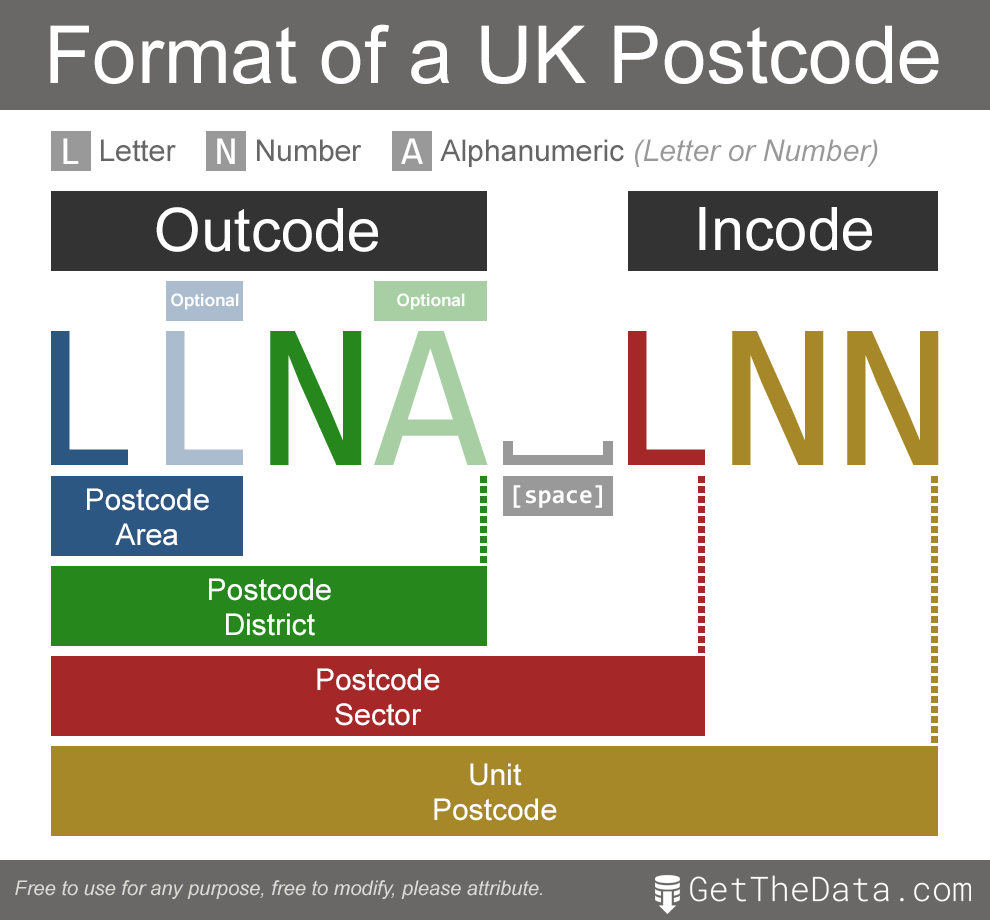 Format of a UK Postcode
L Letter N Number A Alphanumeric (Letter or Number)
Outcode Incode
Optional Optional
L L N A L N N
[space]
Postcode
Area
Postcode
District
Postcode
Sector
Unit
Postcode
Free to use for any purpose, free to modify, please attribute.
GetTheData.com